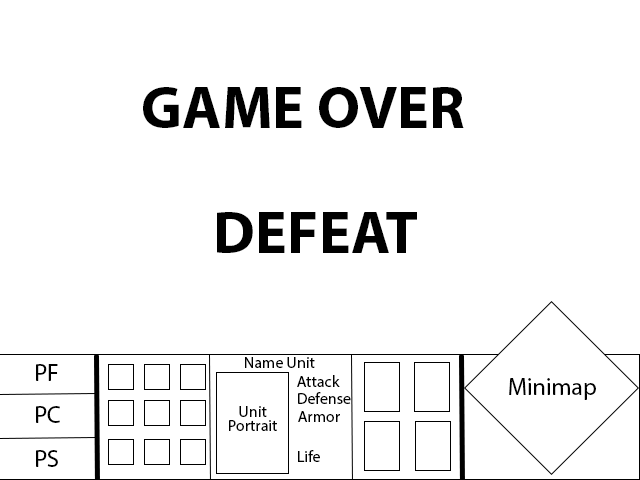 GAME OVER
DEFEAT
PF
PC
PS
Name Unit
Unit
Portrait
Attack
Defense
Armor
Life
Minimap